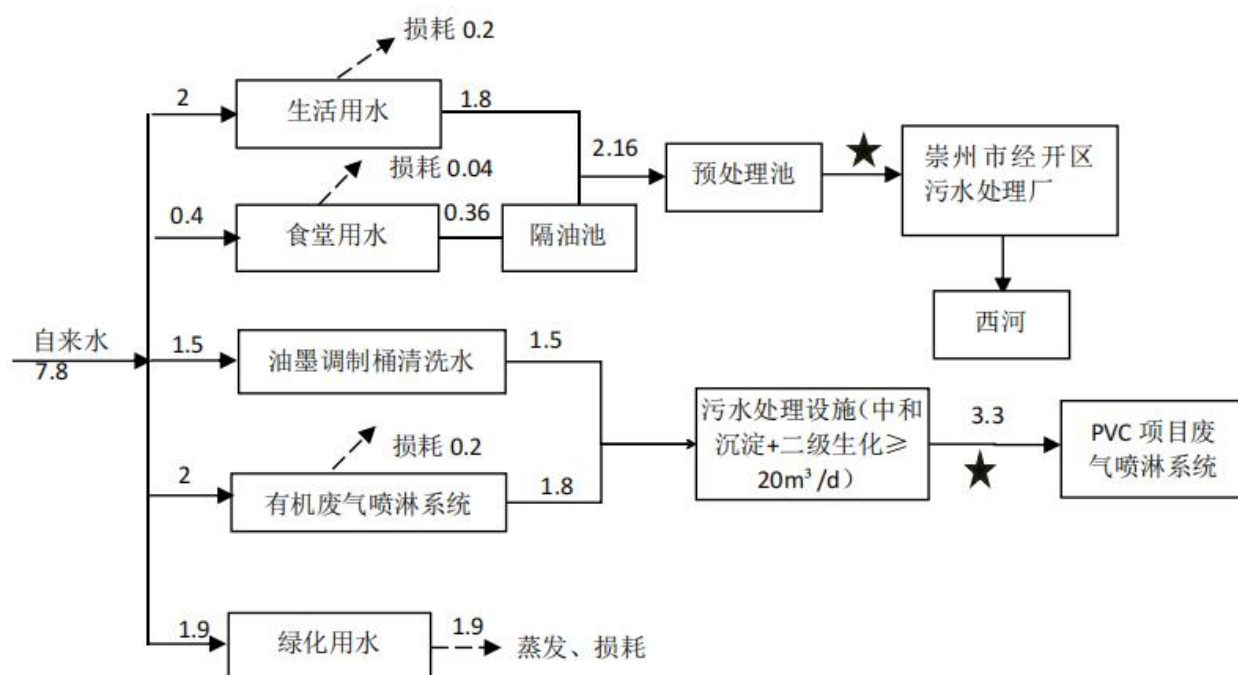 损耗 0.2
2
生活用水
1.8
2.16
预处理池
崇州市经开区
污水处理厂
损耗 0.04
0.4
食堂用水
0.36
隔油池
西河
自来水
7.8
1.5
油墨调制桶清洗水
1.5
污水处理设施（中和
沉淀+二级生化≥
20m³/d）
3.3
PVC 项目废
气喷淋系统
损耗 0.2
2
有机废气喷淋系统
1.8
1.9
绿化用水
1.9
蒸发、损耗